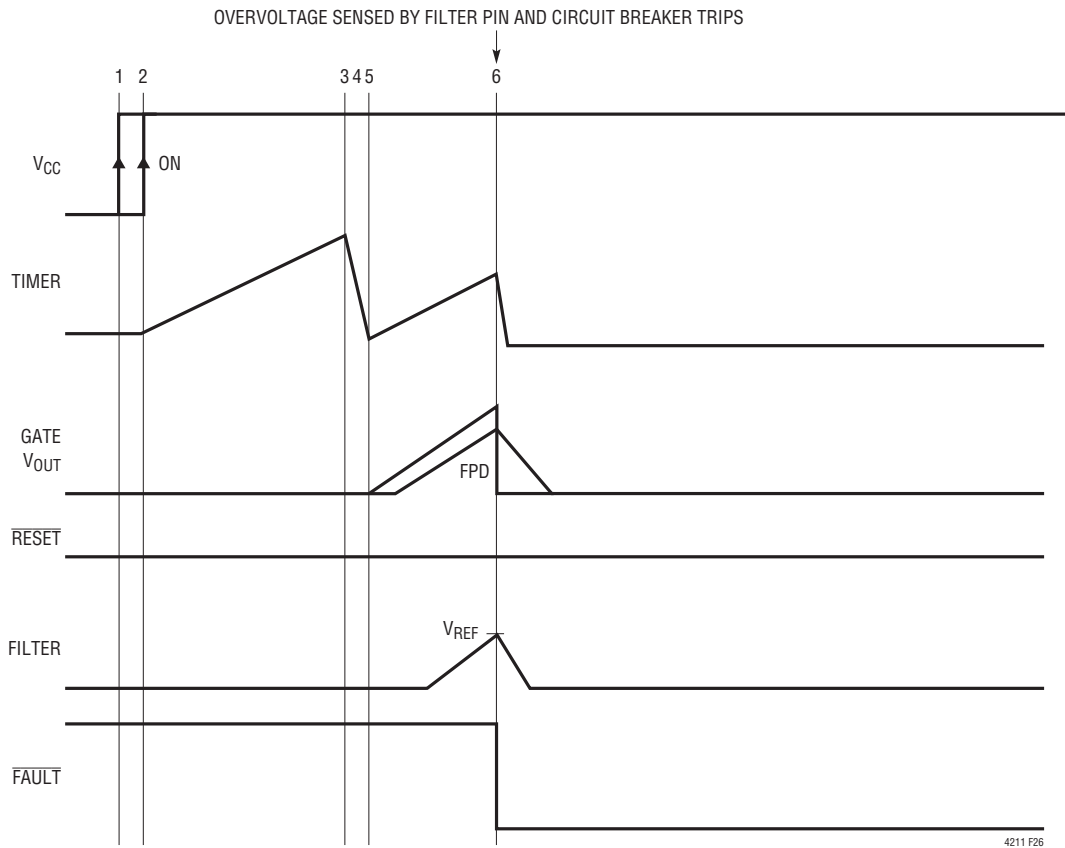 OVERVOLTAGE SENSED BY FILTER PIN AND CIRCUIT BREAKER TRIPS
1 2 3 4 5 6
VCC
ON
TIMER
GATE
VOUT
FPD
RESET
VREF
FILTER
FAULT
4211 F26